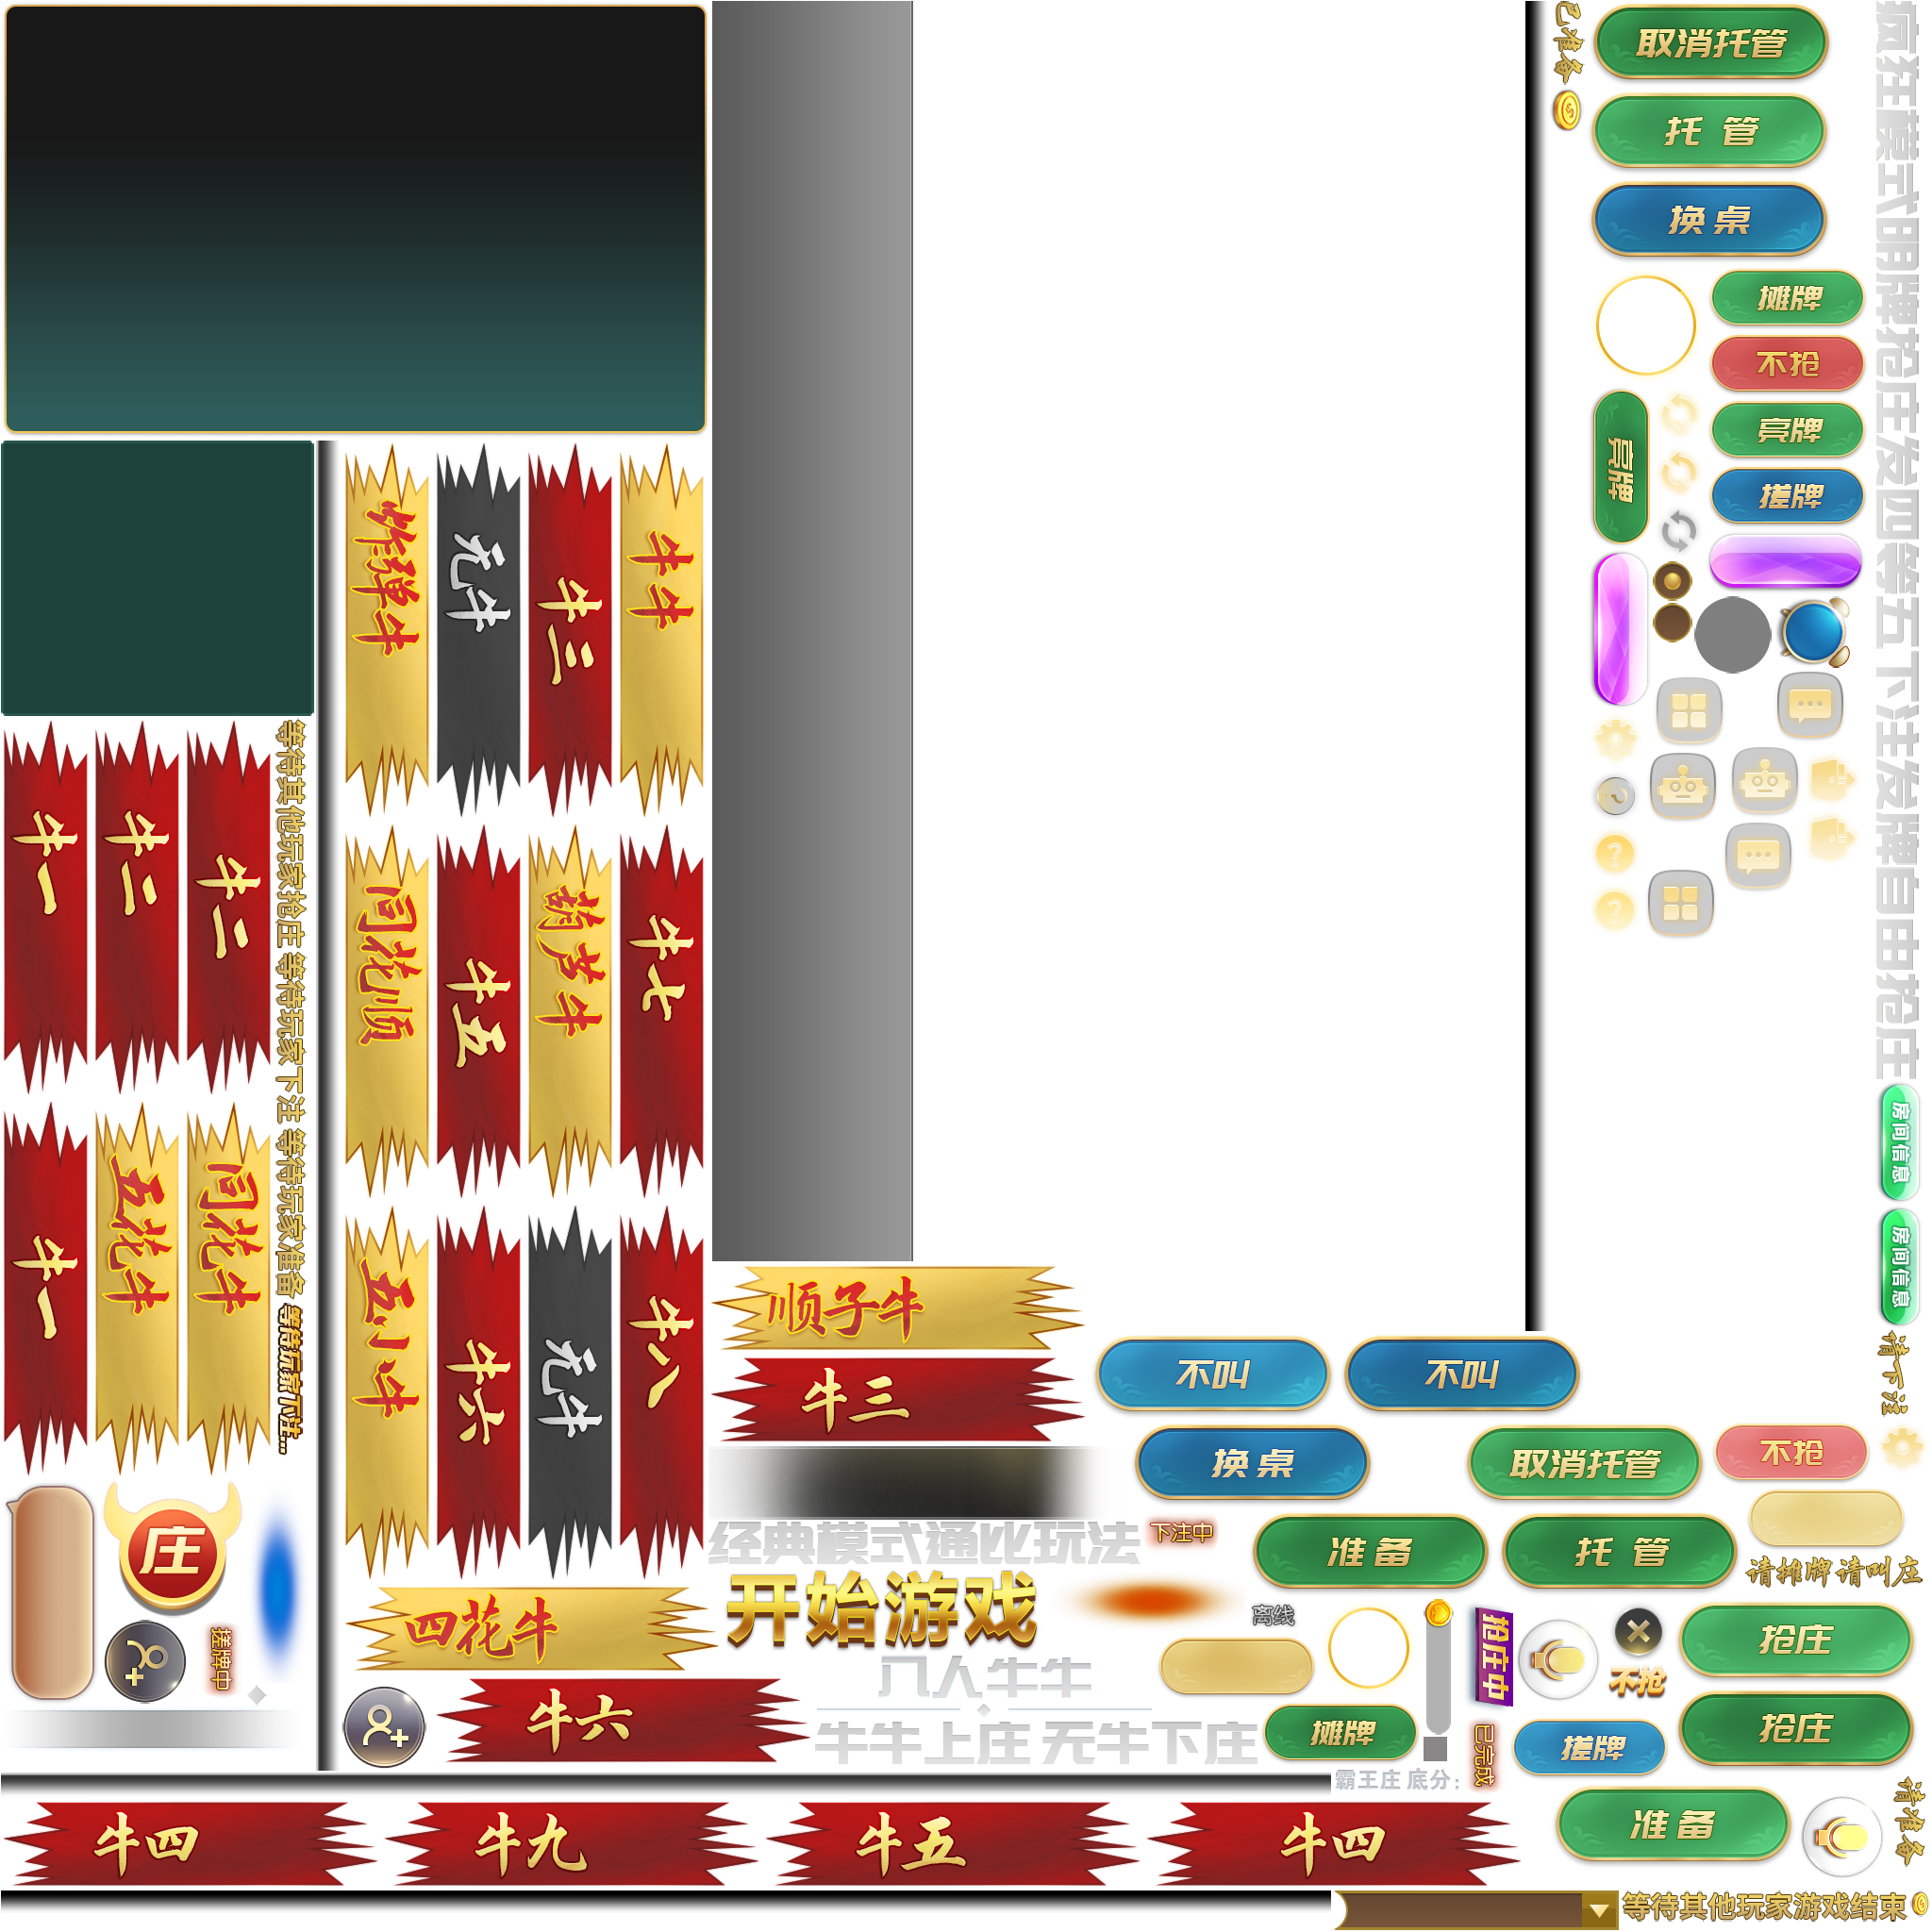 已准备
取消托管
托 管
换 桌
疯狂模式明牌抢庄发四等五下注发牌自由抢庄
摊牌
不抢
亮牌
亮牌
搓牌
炸弹牛
无牛
牛三
牛牛
牛一
牛二
牛二
等待其他玩家抢庄
等待玩家下注
等待玩家准备
等待玩家下注...
同花顺
牛五
葫芦牛
牛七
牛一
五花牛
同花牛
五小牛
牛六
无牛
牛八
房间信息
房间信息
顺子牛
牛三
不叫
不叫
请下注
换 桌
取消托管
不抢
庄
经典模式通比玩法
下注中
准 备
托 管
请摊牌
请叫庄
开始游戏
四花牛
离线
抢庄中
不抢
抢庄
搓牌中
八人牛牛
牛六
牛牛上庄 无牛下庄
摊牌
已完成
搓牌
抢庄
霸王庄 底分:
请准备
牛四
牛九
牛五
牛四
准 备
等待其他玩家游戏结束